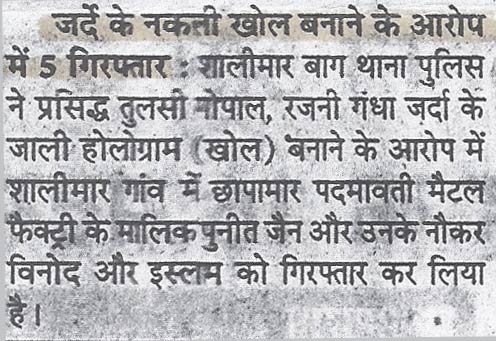 जर्दे के नकली खोल बनाने के आरोप
में 5 गिरफ्तार : शालीमार बाग थाना पुलिस
ने प्रसिद्ध तुलसी गोपाल, रजनी गंधा जर्दा के
जाली होलोग्राम (खोल) बनाने के आरोप में
शालीमार गांव में छापामार पदमावती मैटल
फैक्ट्री के मालिक पुनीत जैन और उनके नौकर
विनोद और इस्लाम को गिरफ्तार कर लिया
है।